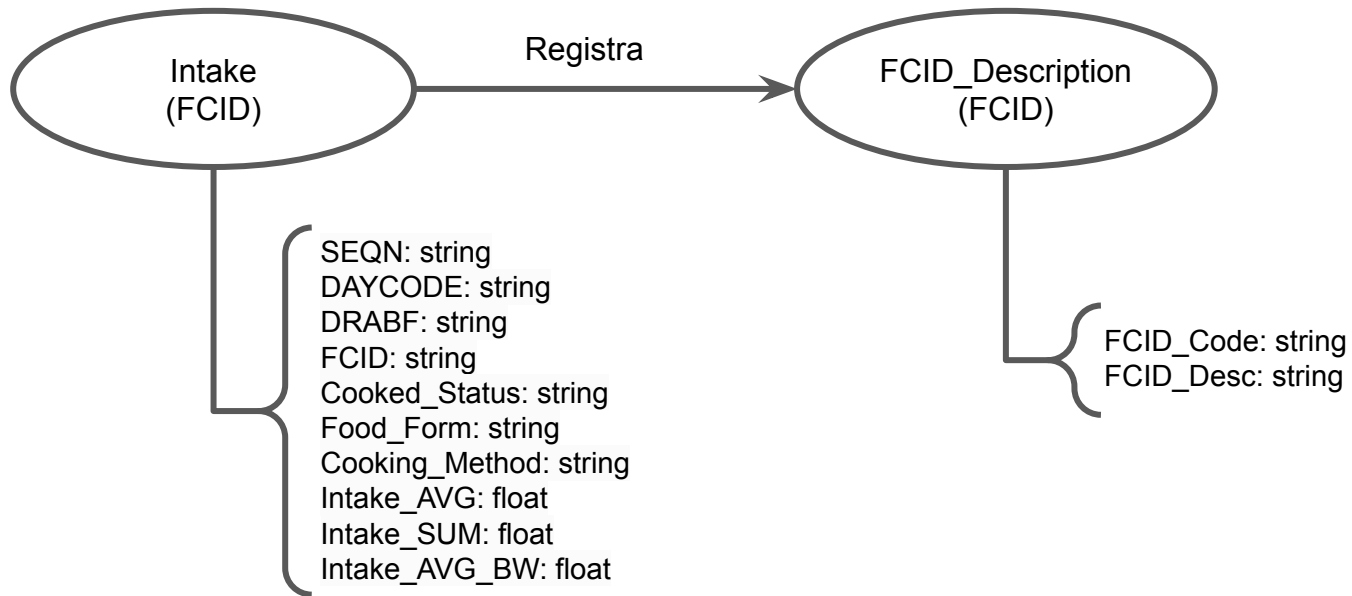 Intake
(FCID)
Registra
FCID_Description
(FCID)
SEQN: string
DAYCODE: string
DRABF: string
FCID: string
Cooked_Status: string
Food_Form: string
Cooking_Method: string
Intake_AVG: float
Intake_SUM: float
Intake_AVG_BW: float
FCID_Code: string
FCID_Desc: string